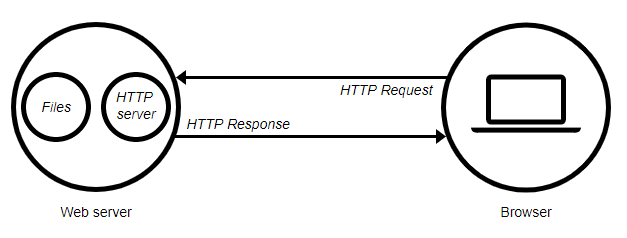 Files
HTTP
server
HTTP Request
HTTP Response
Web server
Browser